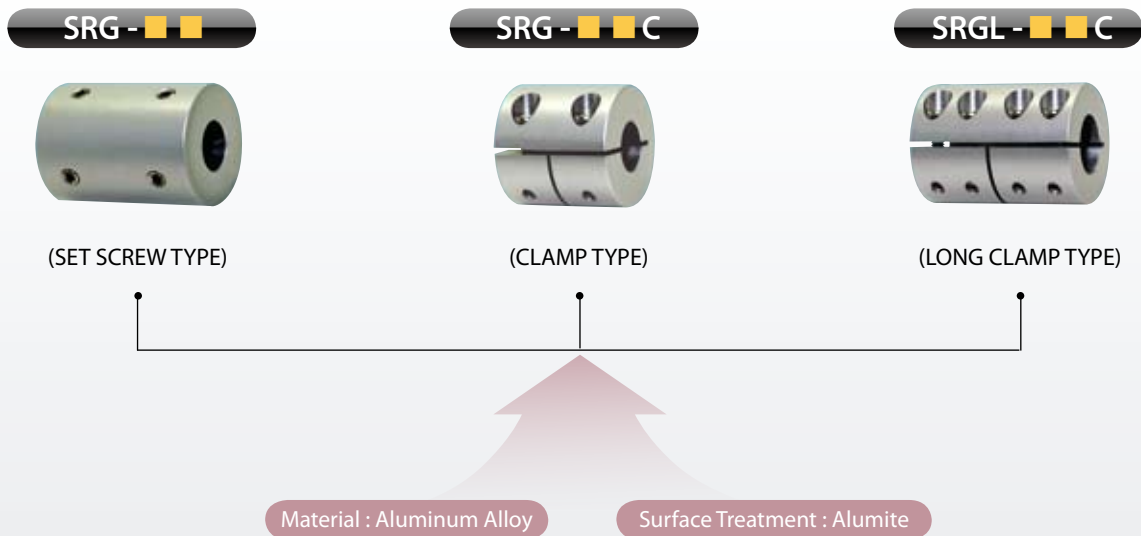 SRG - ■ ■
SRG - ■ ■ C
SRGL - ■ ■ C
(SET SCREW TYPE)
(CLAMP TYPE)
(LONG CLAMP TYPE)
Material : Aluminum Alloy
Surface Treatment : Alumite